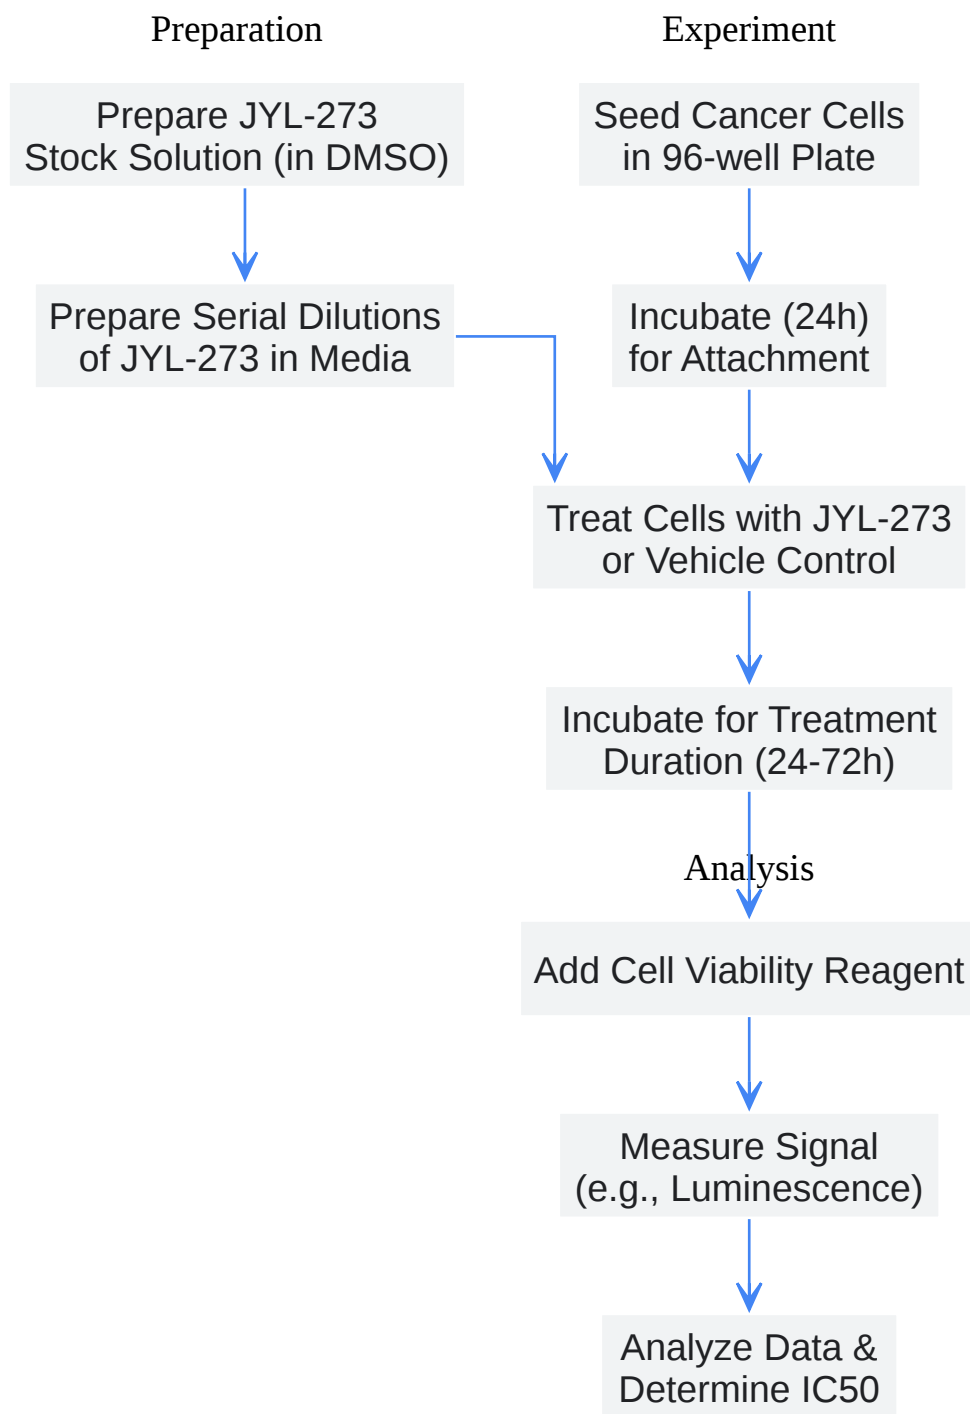 Preparation
Prepare JYL-273
Stock Solution (in DMSO)
Prepare Serial Dilutions
of JYL-273 in Media
Experiment
Seed Cancer Cells
in 96-well Plate
Incubate (24h)
for Attachment
Treat Cells with JYL-273
or Vehicle Control
Incubate for Treatment
Duration (24-72h)
Analysis
Add Cell Viability Reagent
Measure Signal
(e.g., Luminescence)
Analyze Data &
Determine IC50